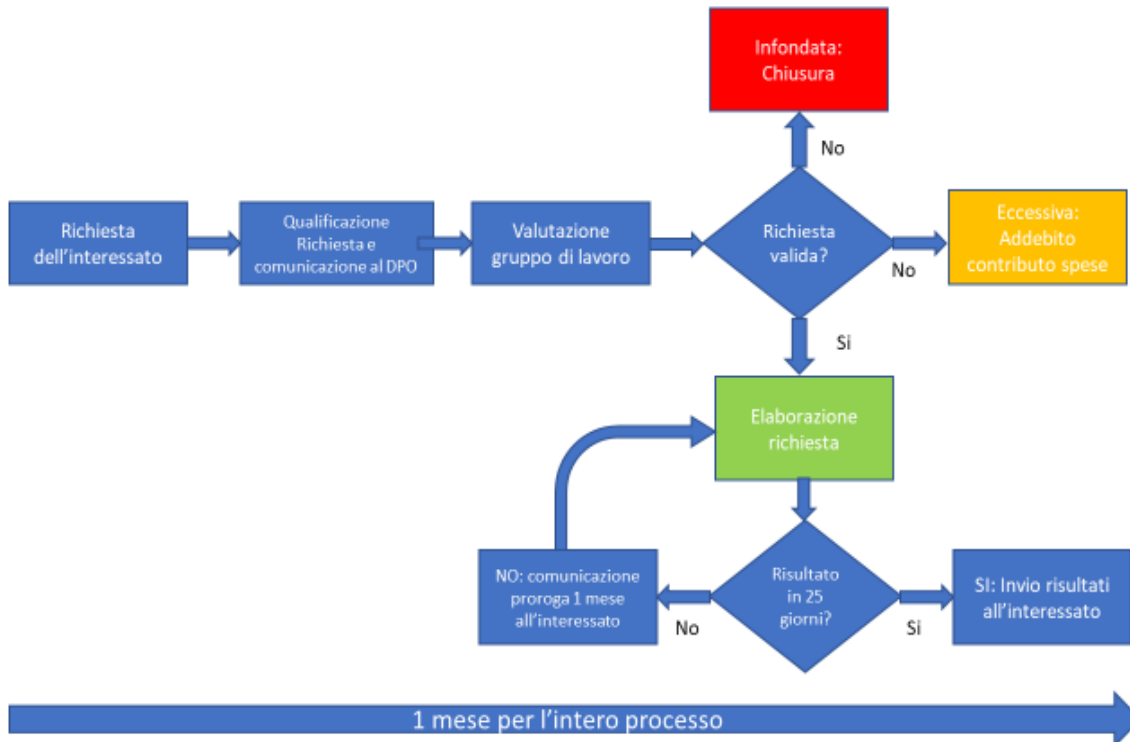 Infondata:
Chiusura
No
Richiesta
dell'interessato
Qualificazione
Richiesta e
comunicazione al DPO
Valutazione
gruppo di lavoro
Richiesta
valida?
No
Eccessiva:
Addebito
contributo spese
Si
Elaborazione
richiesta
NO: comunicazione
proroga 1 mese
all'interessato
No
Risultato
in 25
giorni?
Si
SI: Invio risultati
all'interessato
1 mese per l'intero processo